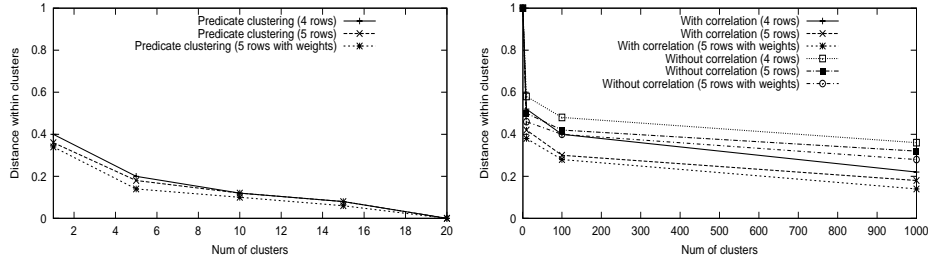 Distance within clusters
1
0.8
0.6
0.4
0.2
0
Predicate clustering (4 rows)
Predicate clustering (5 rows)
Predicate clustering (5 rows with weights)
2 4 6 8 10 12 14 16 18 20
Num of clusters
Distance within clusters
1
0.8
0.6
0.4
0.2
0
With correlation (4 rows)
With correlation (5 rows)
With correlation (5 rows with weights)
Without correlation (4 rows)
Without correlation (5 rows)
Without correlation (5 rows with weights)
0 100 200 300 400 500 600 700 800 900 1000
Num of clusters